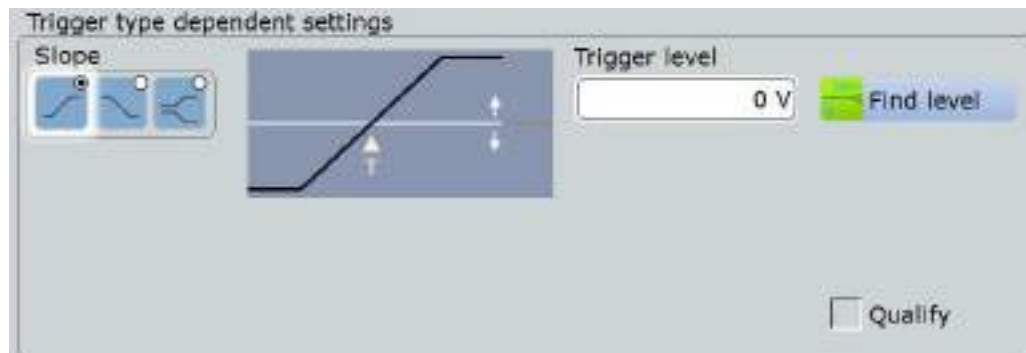 Trigger type dependent settings
Slope
Trigger level
0 V
Find level
T
Qualify